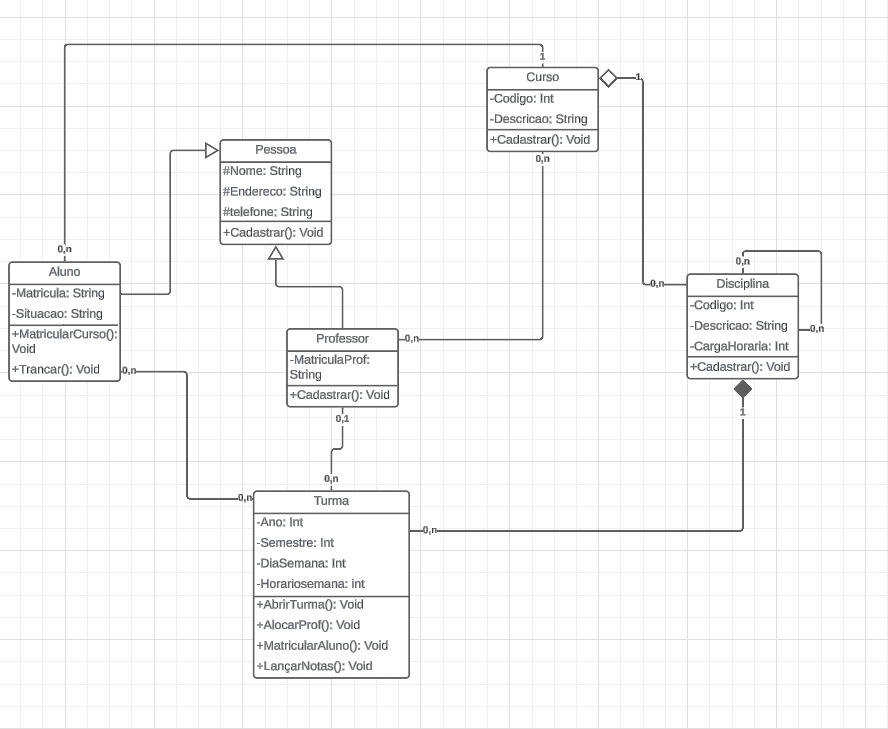 1
Curso
-Codigo: Int
-Descricao; String
+Cadastrar(): Void
0,n
1
Pessoa
#Nome: String
#Endereco: String
#telefone; String
+Cadastrar(): Void
0,n
Aluno
-Matricula: String
-Situacao: String
+MatricularCurso():
Void
+Trancar(): Void
0,n
0,n
0,n
Disciplina
-Codigo: Int
-Descricao: String
-CargaHoraria: Int
+Cadastrar(): Void
0,n
1
0,n
Professor
-MatriculaProf:
String
+Cadastrar(): Void
0,1
0,n
0,n
Turma
-Ano: Int
-Semestre: Int
-DiaSemana: Int
-Horariosemana: int
+AbrirTurma(): Void
+AlocarProf(): Void
+MatricularAluno(): Void
+LançarNotas(): Void
0,n